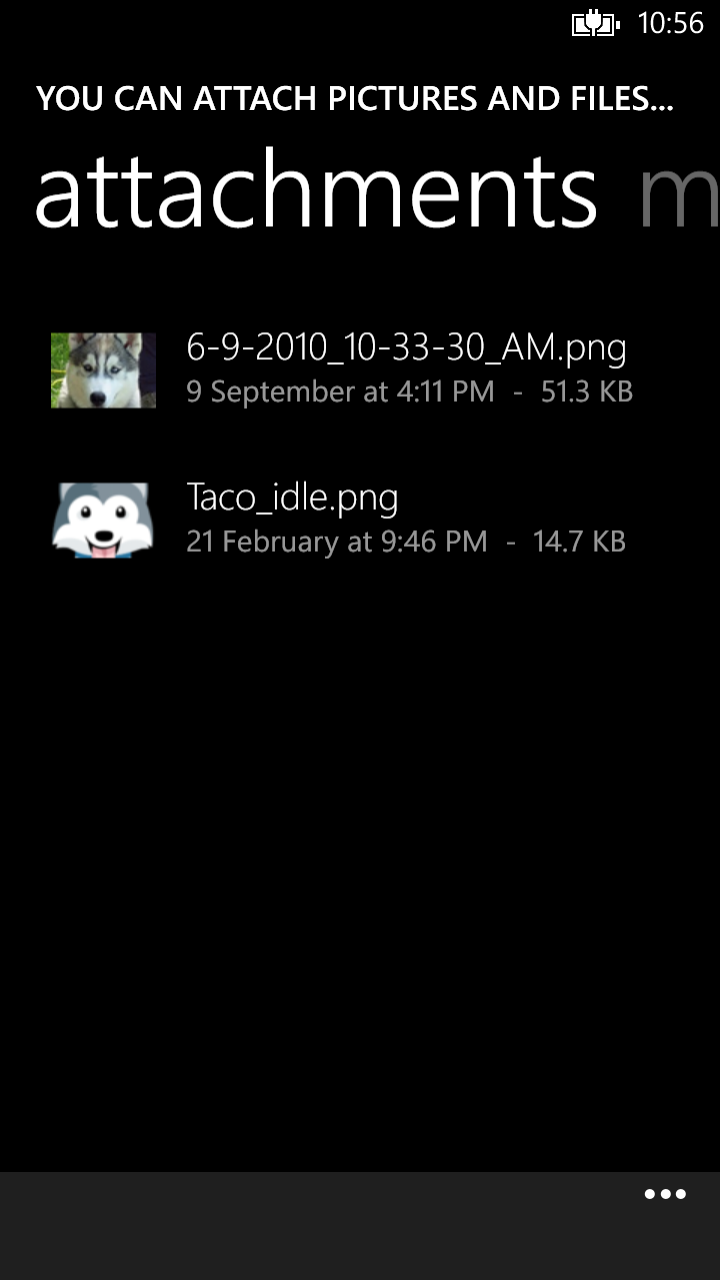 10:56
YOU CAN ATTACH PICTURES AND FILES...
attachments m
6-9-2010_10-33-30_AM.png
9 September at 4:11 PM - 51.3 KB
Taco_idle.png
21 February at 9:46 PM - 14.7 KB